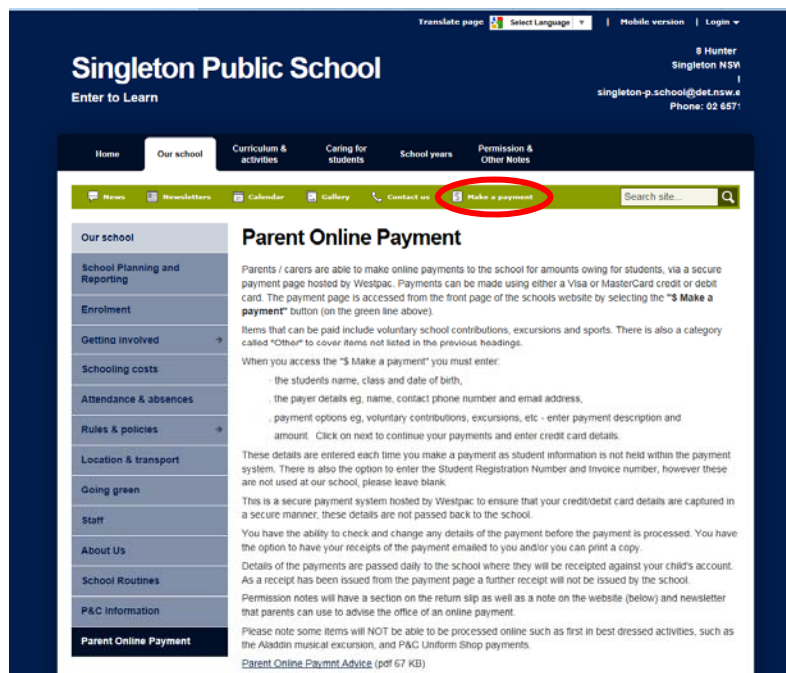 Translate page Select Language | Mobile version | Login
8 Hunter
Singleton Public School
Singleton NSW
Enter to Learn
singleton-p.school@det.nsw.e
Phone: 02 657
Home Our school Curriculum & activities Caring for students School years Permission & Other Notes
News Newsletters Calendar Gallery Contact us $ Make a payment Search site...
Our school
School Planning and
Reporting
Enrolment
Getting involved
Schooling costs
Attendance & absences
Rules & policies
Location & transport
Going green
Staff
About Us
School Routines
P&C Information
Parent Online Payment
Parent Online Payment
Parents / carers are able to make online payments to the school for amounts owing for students, via a secure
payment page hosted by Westpac. Payments can be made using either a Visa or MasterCard credit or debit
card. The payment page is accessed from the front page of the schools website by selecting the "$ Make a
payment" button (on the green line above).
Items that can be paid include voluntary school contributions, excursions and sports. There is also a category
called "Other" to cover items not listed in the previous headings.
When you access the "$ Make a payment" you must enter:
· the students name, class and date of birth,
. the payer details eg, name, contact phone number and email address,
. payment options eg, voluntary contributions, excursions, etc - enter payment description and
amount. Click on next to continue your payments and enter credit card details.
These details are entered each time you make a payment as student information is not held within the payment
system. There is also the option to enter the Student Registration Number and Invoice number, however these
are not used at our school, please leave blank.
This is a secure payment system hosted by Westpac to ensure that your credit/debit card details are captured in
a secure manner, these details are not passed back to the school.
You have the ability to check and change any details of the payment before the payment is processed. You have
the option to have your receipts of the payment emailed to you and/or you can print a copy.
Details of the payments are passed daily to the school where they will be receipted against your child's account.
As a receipt has been issued from the payment page a further receipt will not be issued by the school.
Permission notes will have a section on the return slip as well as a note on the website (below) and newsletter
that parents can use to advise the office of an online payment.
Please note some items will NOT be able to be processed online such as first in best dressed activities, such as
the Aladdin musical excursion, and P&C Uniform Shop payments.
Parent Online Paymnt Advice (pdf 67 KB)